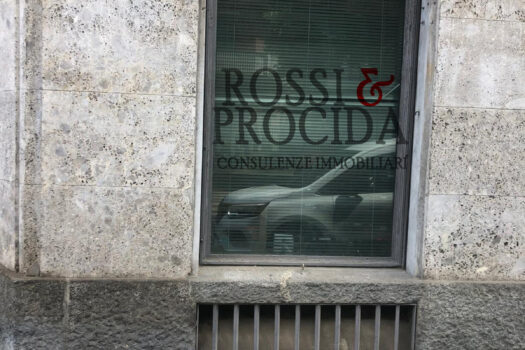 ROSSI &
PROCIDA
CONSULENZE IMMOBILIARI